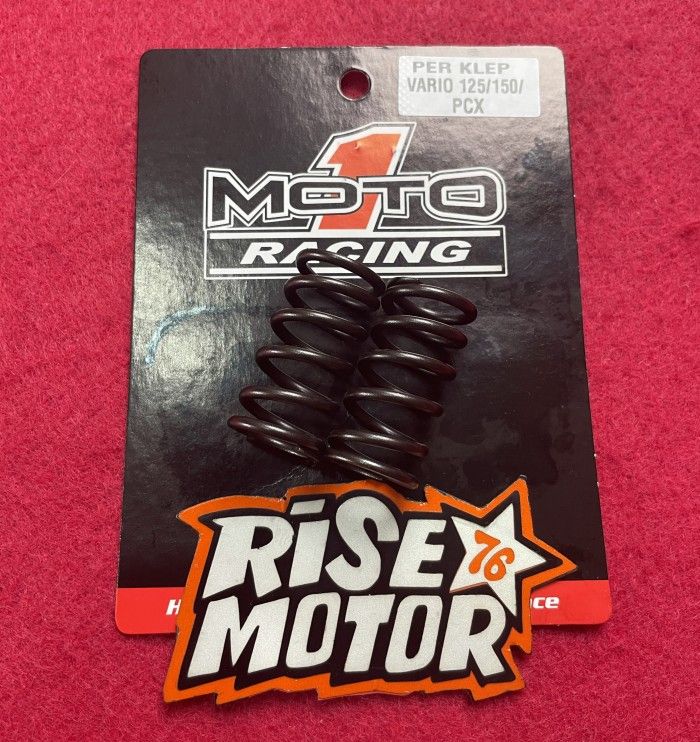 PER KLEP
VARIO 125/150/
PCX
1
MOTO
RACING
RiSE
76
MOTOR